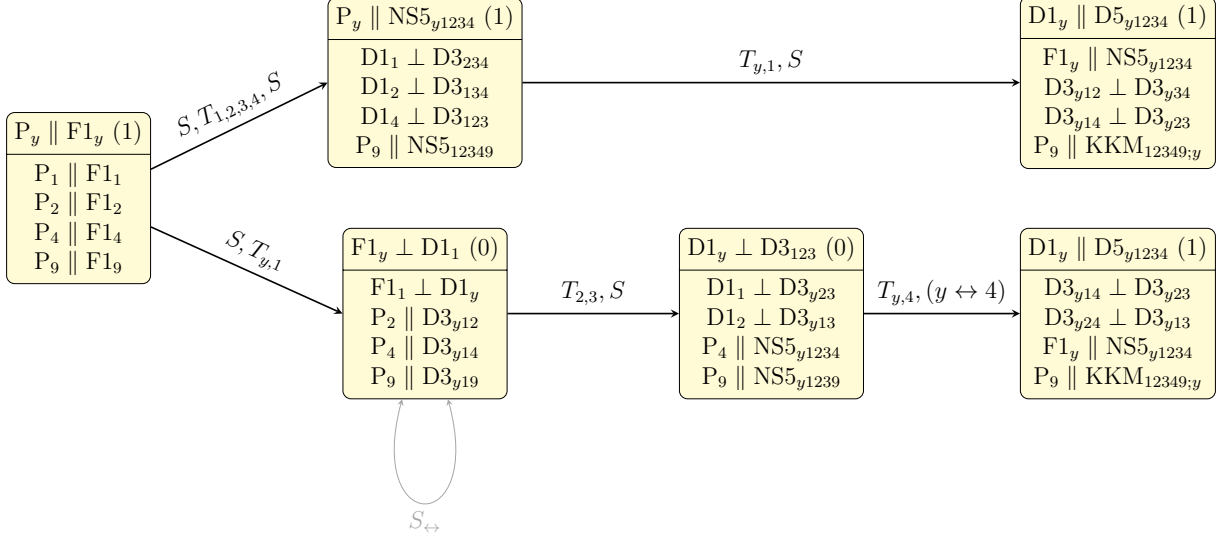 P_y ∥ F1_y (1)
P_1 ∥ F1_1
P_2 ∥ F1_2
P_4 ∥ F1_4
P_9 ∥ F1_9
S, T_{1,2,3,4}, S
P_y ∥ NS5_{y1234} (1)
D1_1 ⊥ D3_{234}
D1_2 ⊥ D3_{134}
D1_4 ⊥ D3_{123}
P_9 ∥ NS5_{12349}
T_{y,1}, S
D1_y ∥ D5_{y1234} (1)
F1_y ∥ NS5_{y1234}
D3_{y12} ⊥ D3_{y34}
D3_{y14} ⊥ D3_{y23}
P_9 ∥ KKM_{12349;y}
S, T_{y,1}
F1_y ⊥ D1_1 (0)
F1_1 ⊥ D1_y
P_2 ∥ D3_{y12}
P_4 ∥ D3_{y14}
P_9 ∥ D3_{y19}
S_↔
T_{2,3}, S
D1_y ⊥ D3_{123} (0)
D1_1 ⊥ D3_{y23}
D1_2 ⊥ D3_{y13}
P_4 ∥ NS5_{y1234}
P_9 ∥ NS5_{y1239}
T_{y,4}, (y ↔ 4)
D1_y ∥ D5_{y1234} (1)
D3_{y14} ⊥ D3_{y23}
D3_{y24} ⊥ D3_{y13}
F1_y ∥ NS5_{y1234}
P_9 ∥ KKM_{12349;y}